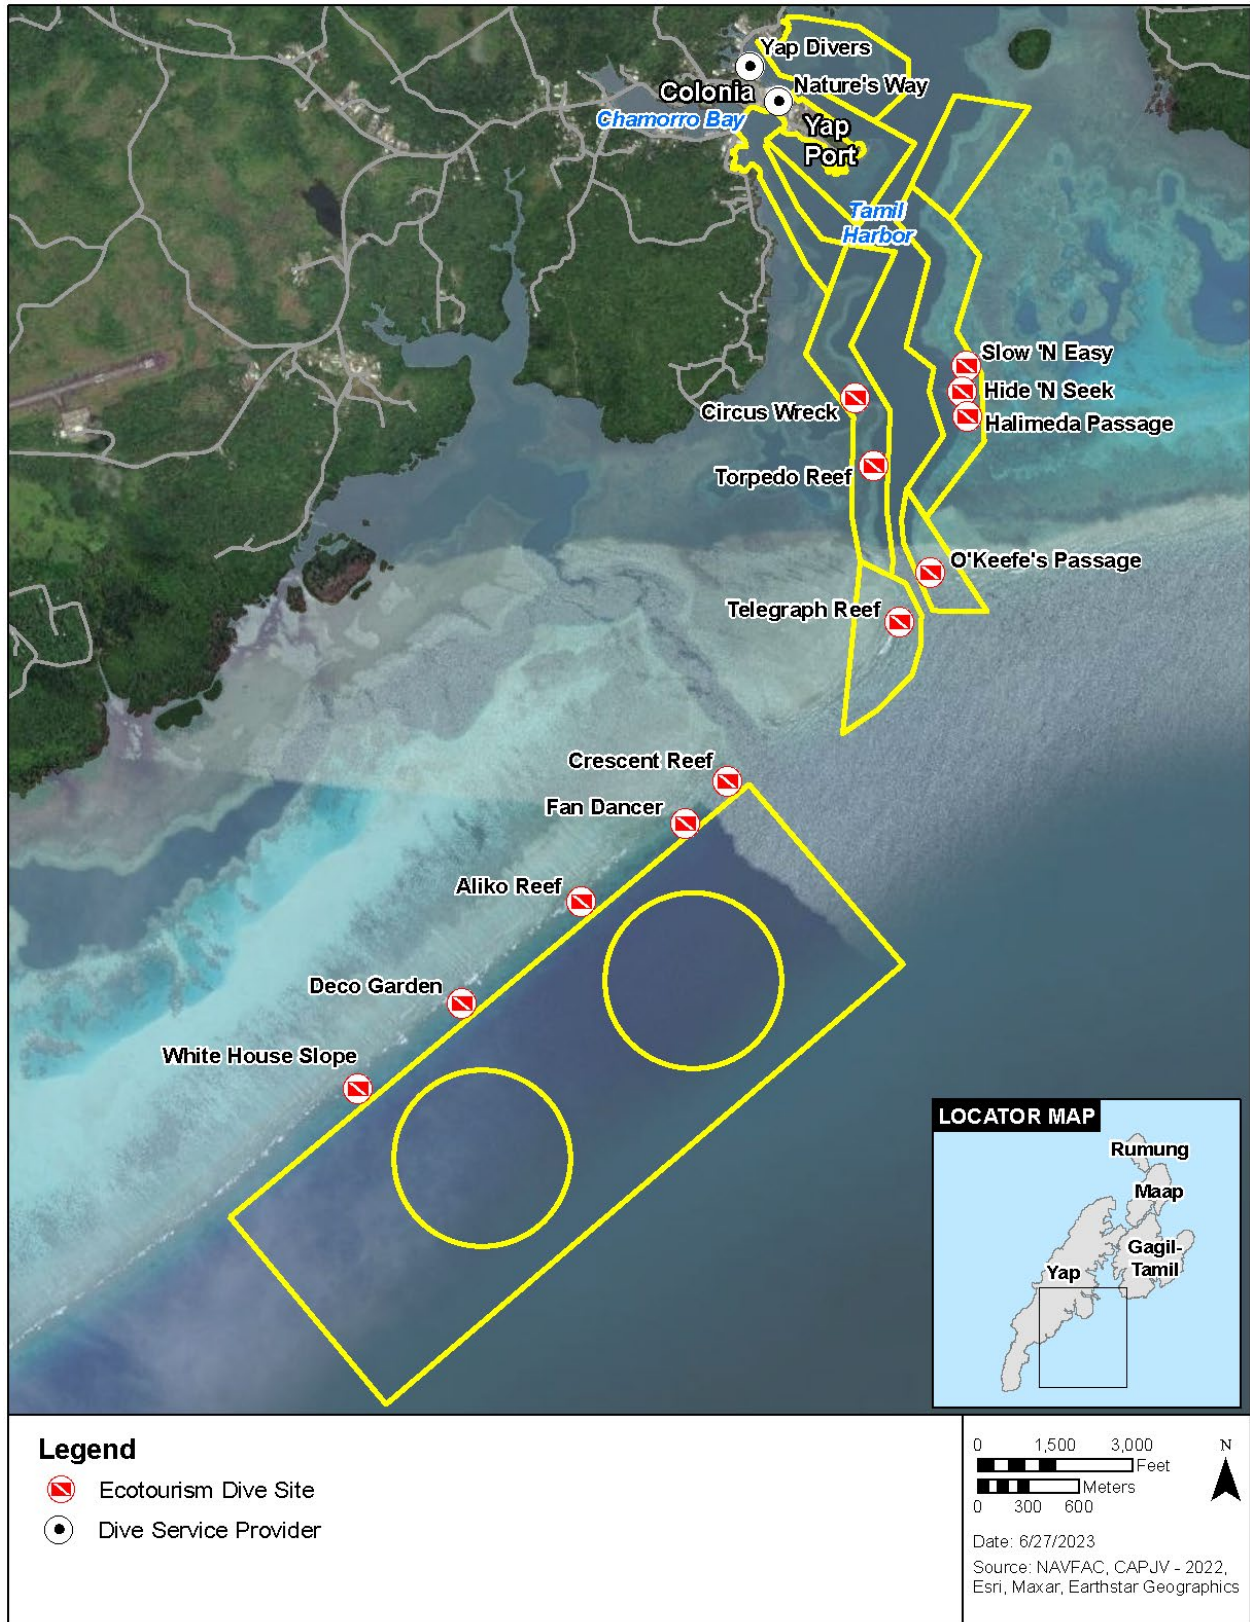 Yap Divers
Nature's Way
Colonia
Chamorro Bay
Yap
Port
Tamil
Harbor
Slow 'N Easy
Hide 'N Seek
Circus Wreck
Halimeda Passage
Torpedo Reef
O'Keefe's Passage
Telegraph Reef
Crescent Reef
Fan Dancer
Aliko Reef
Deco Garden
White House Slope
LOCATOR MAP
Rumung
Maap
Gagil-
Tamil
Yap
Legend
Ecotourism Dive Site
Dive Service Provider
0 1,500 3,000
Feet
Meters
0 300 600
N
Date: 6/27/2023
Source: NAVFAC, CAPJV - 2022,
Esri, Maxar, Earthstar Geographics